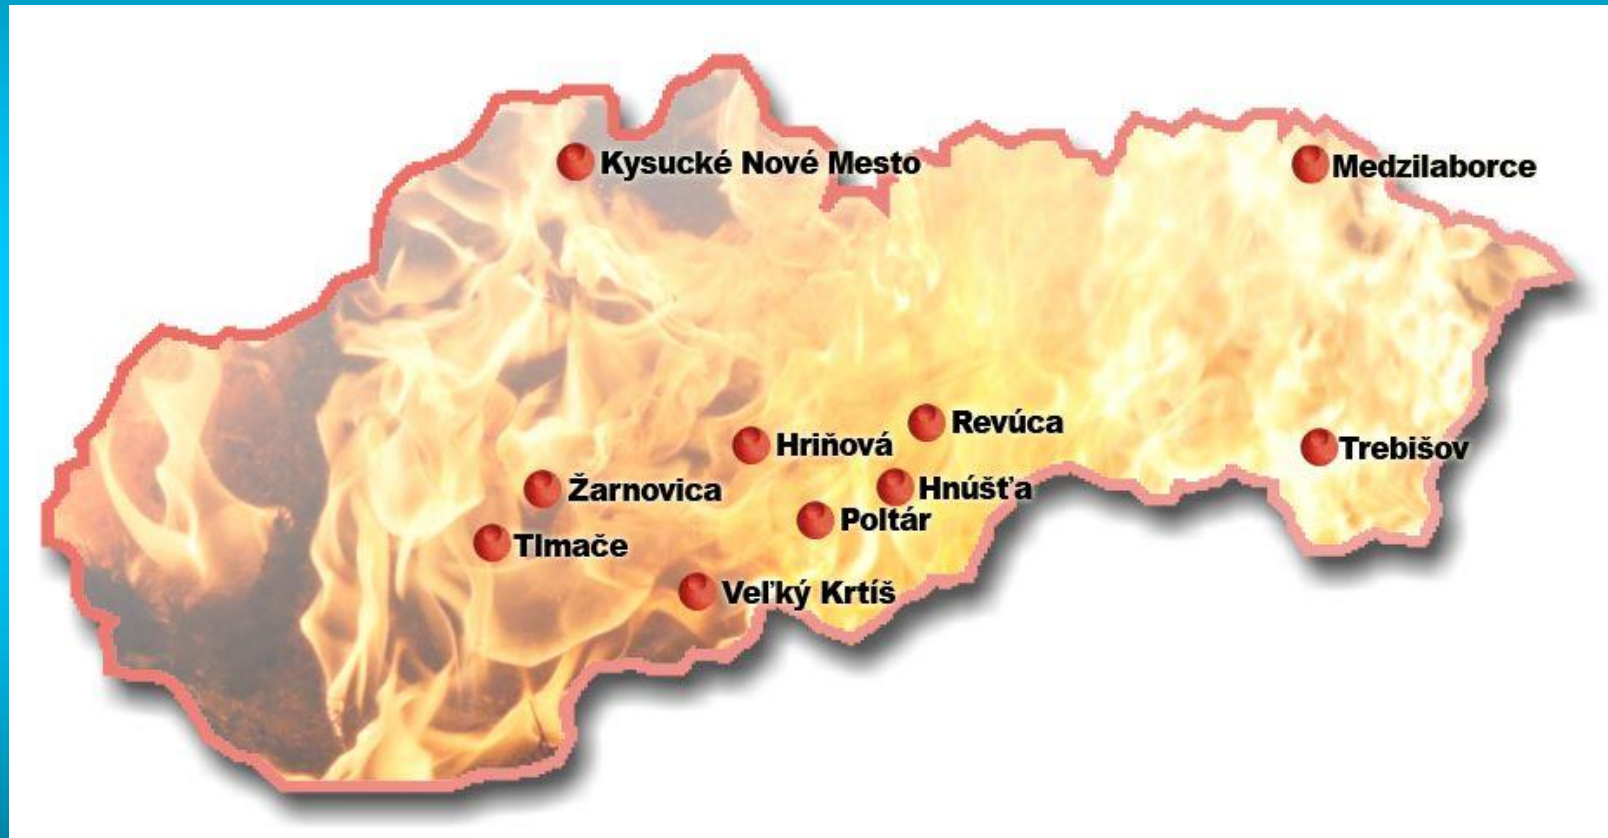 Kysucké Nové Mesto
Medzilaborce
Revúca
Hriňová
Trebišov
Žarnovica
Hnúšťa
Poltár
Tlmače
Veľký Krtíš